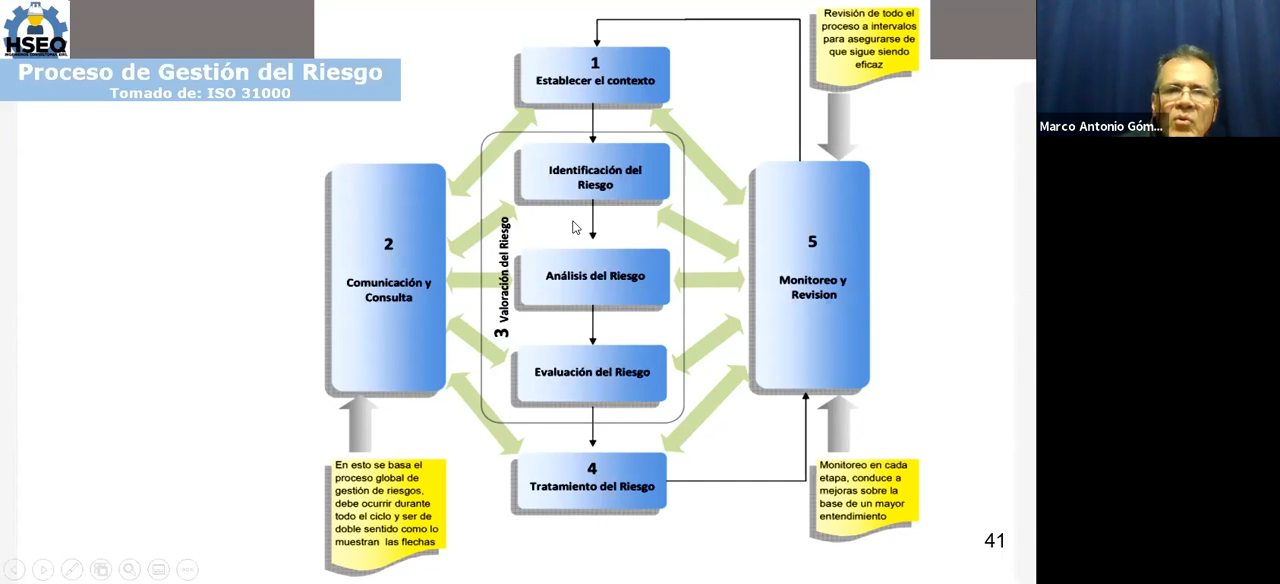 HSEQ
Proceso de Gestión del Riesgo
Tomado de: ISO 31000
Revisión de todo el
proceso a intervalos
para asegurarse de
que sigue siendo
eficaz
1
Establecer el contexto
Marco Antonio Góm...
Identificación del
Riesgo
2
Comunicación y
Consulta
3 Valoración del Riesgo
Análisis del Riesgo
5
Monitoreo y
Revision
Evaluación del Riesgo
4
Tratamiento del Riesgo
En esto se basa el
proceso global de
gestión de riesgos,
debe ocurrir durante
todo el ciclo y ser de
doble sentido como lo
muestran las flechas
Monitoreo en cada
etapa, conduce a
mejoras sobre la
base de un mayor
entendimiento
41